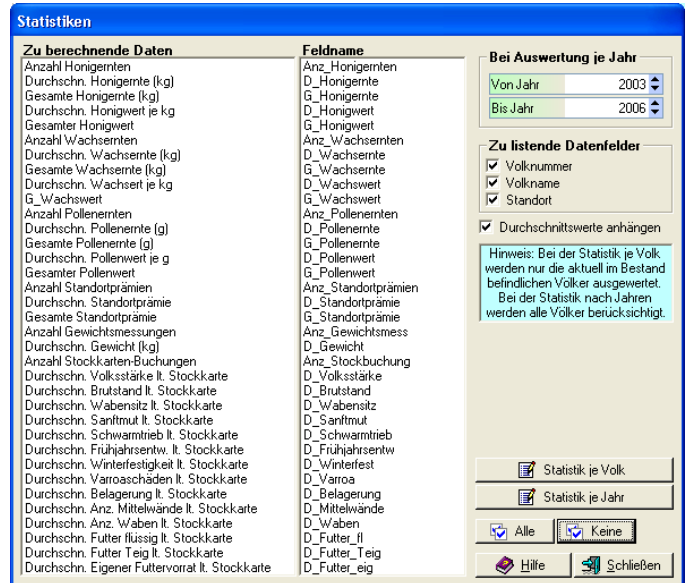 Statistiken
Zu berechnende Daten Feldname
Anzahl Honigernten Anz_Honigernten
Durchschn. Honigernte (kg) D_Honigernte
Gesamte Honigernte (kg) G_Honigernte
Durchschn. Honigwert je kg D_Honigwert
Gesamter Honigwert G_Honigwert
Anzahl Wachsernten Anz_Wachsernten
Durchschn. Wachsernte (kg) D_Wachsernte
Gesamte Wachsernte (kg) G_Wachsernte
Durchschn. Wachsert je kg D_Wachswert
G_Wachswert G_Wachswert
Anzahl Pollenernten Anz_Pollenernten
Durchschn. Pollenernte (g) D_Pollenernte
Gesamte Pollenernte (g) G_Pollenernte
Durchschn. Pollenwert je g D_Pollenwert
Gesamter Pollenwert G_Pollenwert
Anzahl Standortprämien Anz_Standortprämien
Durchschn. Standortprämie D_Standortprämie
Gesamte Standortprämie G_Standortprämie
Anzahl Gewichtsmessungen Anz_Gewichtsmess
Durchschn. Gewicht (kg) D_Gewicht
Anzahl Stockkarten-Buchungen Anz_Stockbuchung
Durchschn. Volksstärke lt. Stockkarte D_Volksstärke
Durchschn. Brutstand lt. Stockkarte D_Brutstand
Durchschn. Wabensitz lt. Stockkarte D_Wabensitz
Durchschn. Sanftmut lt. Stockkarte D_Sanftmut
Durchschn. Schwarmtrieb lt. Stockkarte D_Schwarmtrieb
Durchschn. Frühjahrsentw. lt. Stockkarte D_Frühjahrsentw
Durchschn. Winterfestigkeit lt. Stockkarte D_Winterfest
Durchschn. Varroaschäden lt. Stockkarte D_Varroa
Durchschn. Belagerung lt. Stockkarte D_Belagerung
Durchschn. Anz. Mittelwände lt. Stockkarte D_Mittelwände
Durchschn. Anz. Waben lt. Stockkarte D_Waben
Durchschn. Futter flüssig lt. Stockkarte D_Futter_fl
Durchschn. Futter Teig lt. Stockkarte D_Futter_Teig
Durchschn. Eigener Futtervorrat lt. Stockkarte D_Futter_eig
Bei Auswertung je Jahr
Von Jahr 2003
Bis Jahr 2006
Zu listende Datenfelder
Volknummer
Volkname
Standort
Durchschnittswerte anhängen
Hinweis: Bei der Statistik je Volk
werden nur die aktuell im Bestand
befindlichen Völker ausgewertet.
Bei der Statistik nach Jahren
werden alle Völker berücksichtigt.
Statistik je Volk
Statistik je Jahr
Alle Keine
Hilfe Schließen